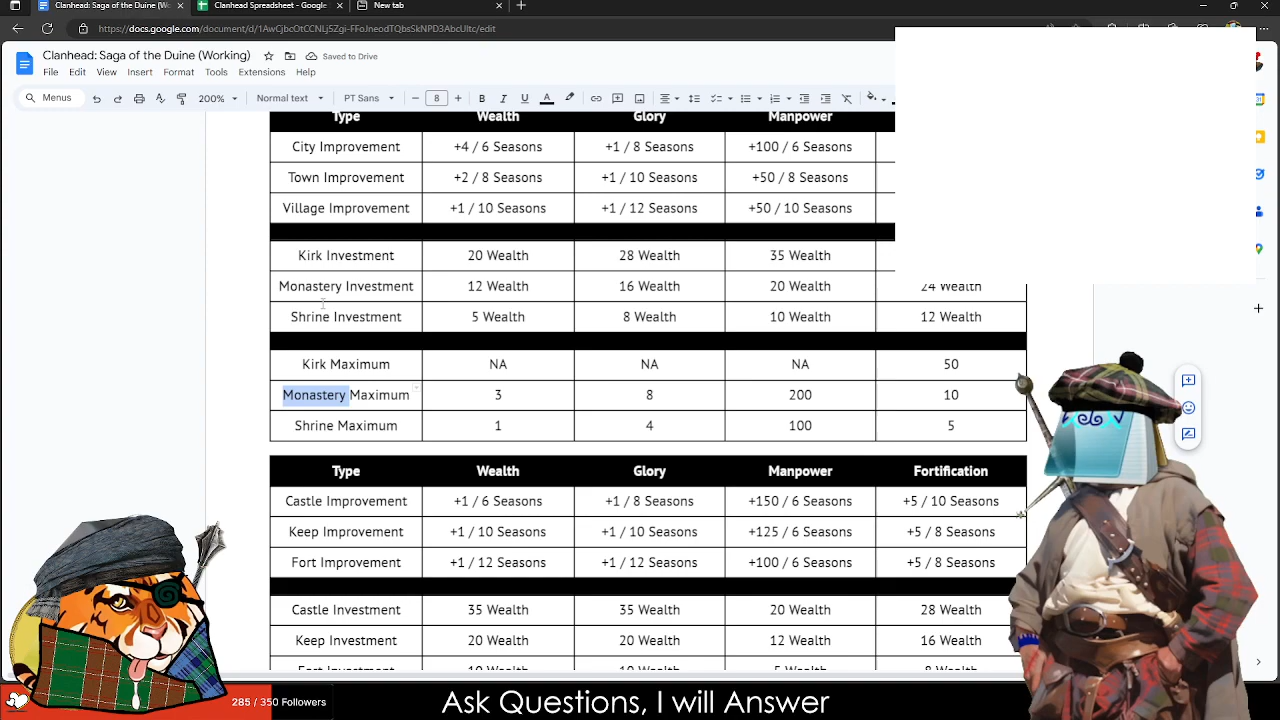 Saga of the Duine (Wor
Clanhead: Saga of the
Game Spreadsheet
Table
https://docs.google.com/document/d/1AwCjbcOtCCNLj5Zgi-FFoJneodTQbsSkNPD3AbcUltc/edit
Clanhead: Saga of the Duine (Working)
Saved to Drive
File Edit View Insert Format Tools Extensions Help
Menus 200% Normal text PT Sans 8 B I U A
Type Wealth Glory Manpower
City Improvement +4 / 6 Seasons +1 / 8 Seasons +100 / 6 Seasons
Town Improvement +2 / 8 Seasons +1 / 10 Seasons +50 / 8 Seasons
Village Improvement +1 / 10 Seasons +1 / 12 Seasons +50 / 10 Seasons
Kirk Investment 20 Wealth 28 Wealth 35 Wealth
Monastery Investment 12 Wealth 16 Wealth 20 Wealth 24 Wealth
Shrine Investment 5 Wealth 8 Wealth 10 Wealth 12 Wealth
Kirk Maximum NA NA NA 50
Monastery Maximum 3 8 200 10
Shrine Maximum 1 4 100 5
Type Wealth Glory Manpower Fortification
Castle Improvement +1 / 6 Seasons +1 / 8 Seasons +150 / 6 Seasons +5 / 10 Seasons
Keep Improvement +1 / 10 Seasons +1 / 10 Seasons +125 / 6 Seasons +5 / 8 Seasons
Fort Improvement +1 / 12 Seasons +1 / 12 Seasons +100 / 6 Seasons +5 / 8 Seasons
Castle Investment 35 Wealth 35 Wealth 20 Wealth 28 Wealth
Keep Investment 20 Wealth 20 Wealth 12 Wealth 16 Wealth
285 / 350 Followers
Ask Questions, I will Answer